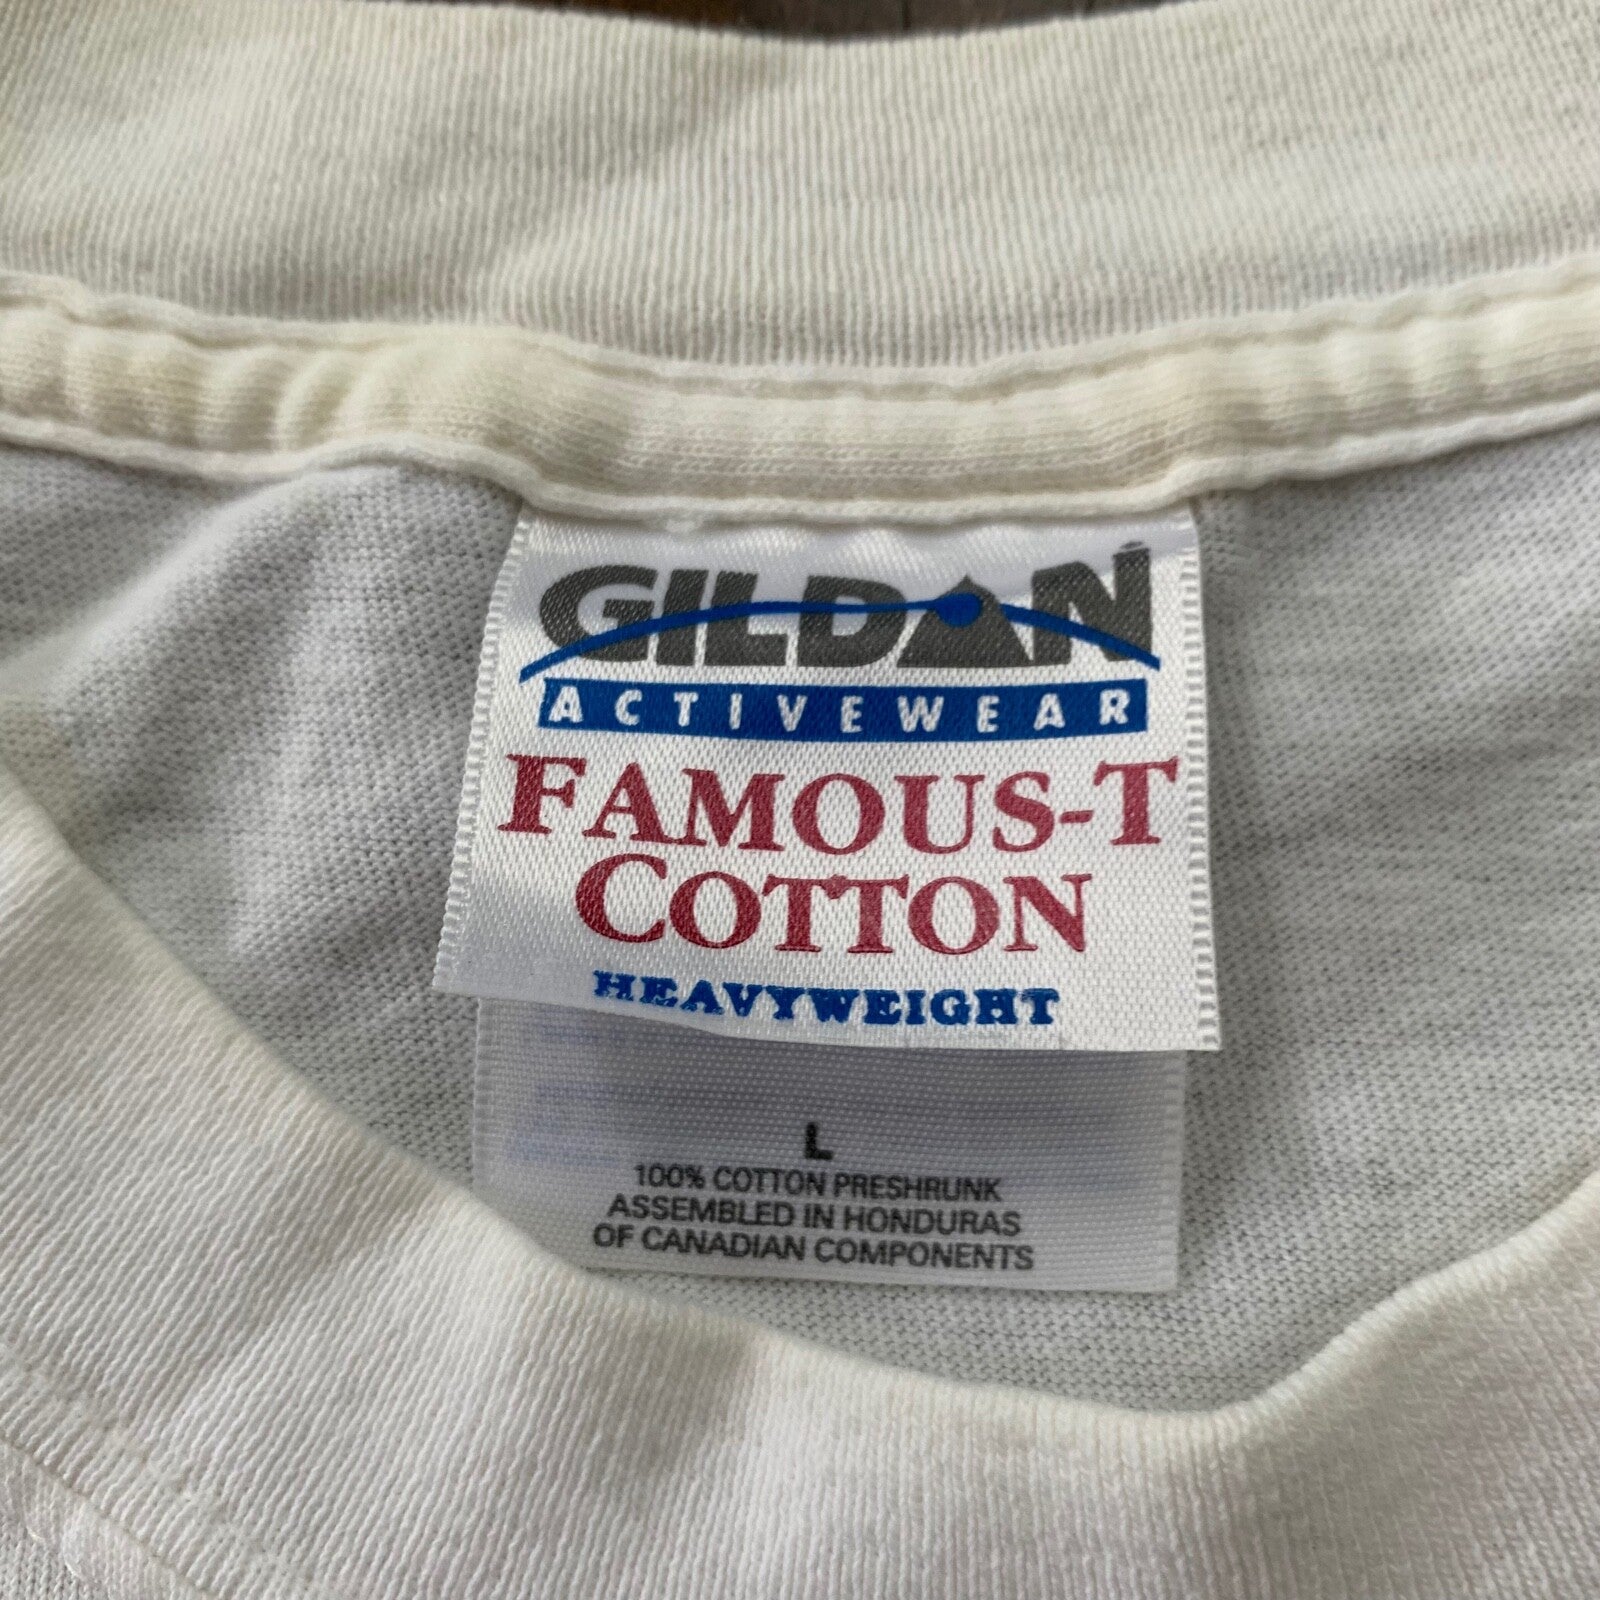 GILDAN
ACTIVEWEAR
FAMOUS-T
COTTON
HEAVYWEIGHT
L
100% COTTON PRESHRUNK
ASSEMBLED IN HONDURAS
OF CANADIAN COMPONENTS